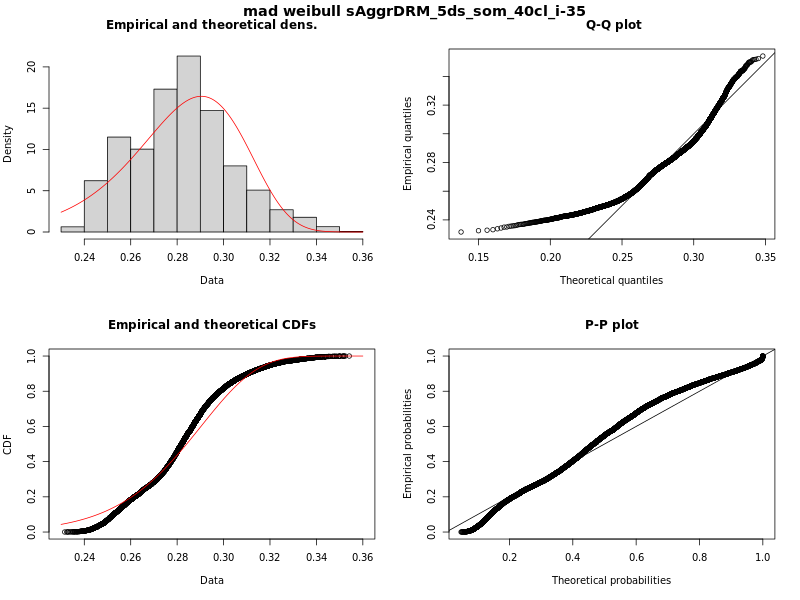 mad weibull sAggrDRM_5ds_som_40cl_i-35
Empirical and theoretical dens.
Density
0 5 10 15 20
0.24 0.26 0.28 0.30 0.32 0.34 0.36
Data
Q-Q plot
Empirical quantiles
0.24 0.28 0.32
0.15 0.20 0.25 0.30 0.35
Theoretical quantiles
Empirical and theoretical CDFs
CDF
0.0 0.2 0.4 0.6 0.8 1.0
0.24 0.26 0.28 0.30 0.32 0.34 0.36
Data
P-P plot
Empirical probabilities
0.0 0.2 0.4 0.6 0.8 1.0
0.2 0.4 0.6 0.8 1.0
Theoretical probabilities